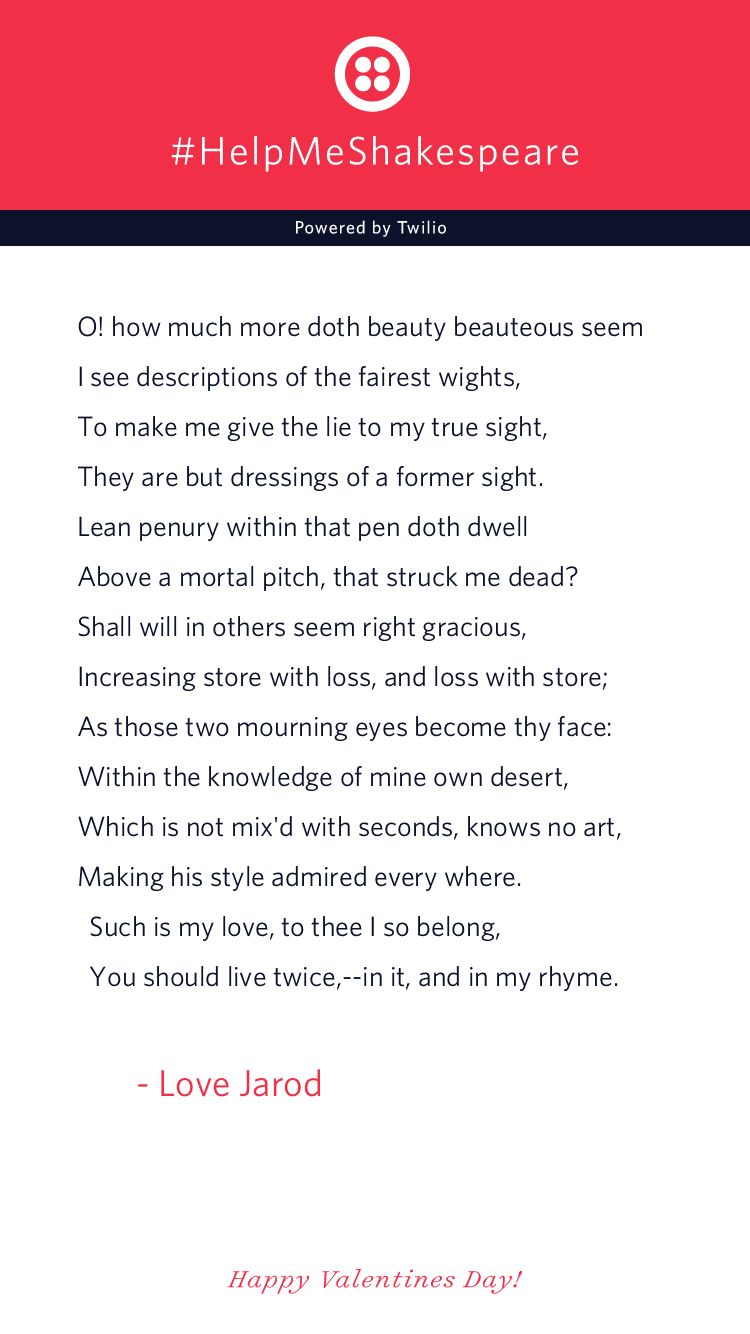 #HelpMeShakespeare
Powered by Twilio
O! how much more doth beauty beauteous seem
I see descriptions of the fairest wights,
To make me give the lie to my true sight,
They are but dressings of a former sight.
Lean penury within that pen doth dwell
Above a mortal pitch, that struck me dead?
Shall will in others seem right gracious,
Increasing store with loss, and loss with store;
As those two mourning eyes become thy face:
Within the knowledge of mine own desert,
Which is not mix'd with seconds, knows no art,
Making his style admired every where.
Such is my love, to thee I so belong,
You should live twice,--in it, and in my rhyme.
- Love Jarod
Happy Valentines Day!